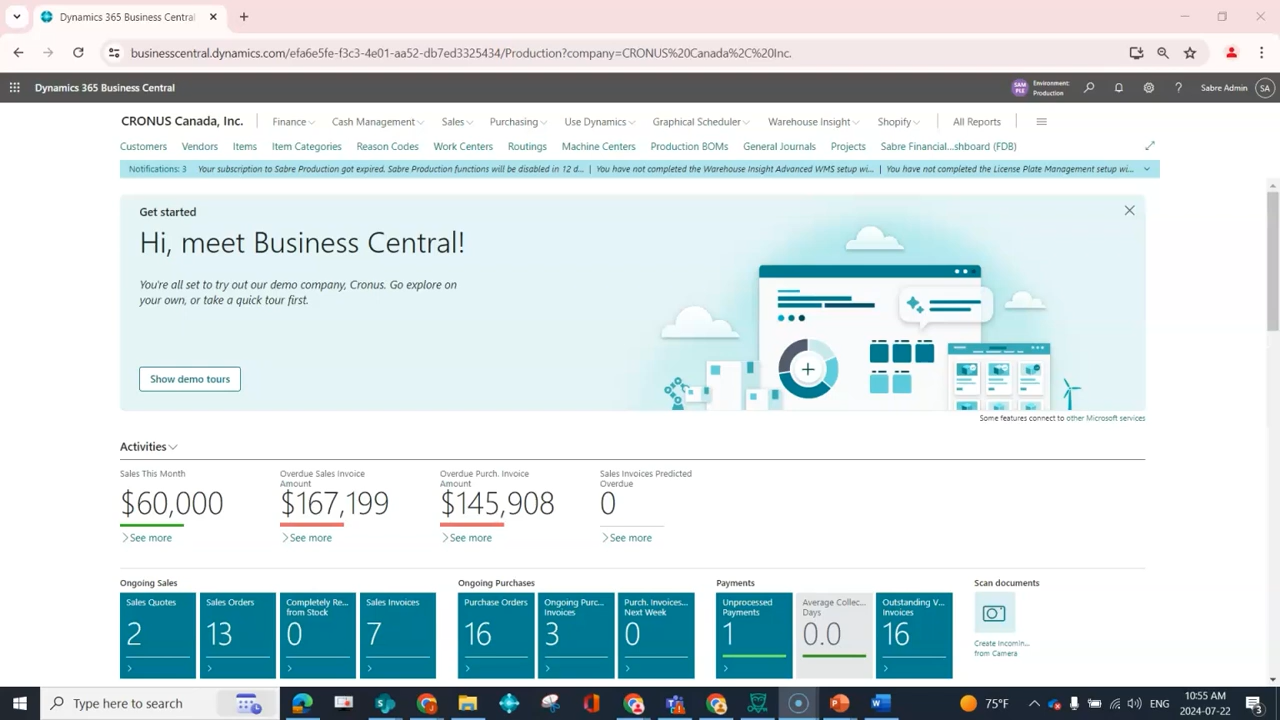 Dynamics 365 Business Central
businesscentral.dynamics.com/efa6e5fe-f3c3-4e01-aa52-db7ed3325434/Production?company=CRONUS%20Canada%2C%20Inc.
Dynamics 365 Business Central
SAM
PLE
Environment:
Production
Sabre Admin
SA
CRONUS Canada, Inc.
Finance
Cash Management
Sales
Purchasing
Use Dynamics
Graphical Scheduler
Warehouse Insight
Shopify
All Reports
Customers
Vendors
Items
Item Categories
Reason Codes
Work Centers
Routings
Machine Centers
Production BOMs
General Journals
Projects
Sabre Financial...shboard (FDB)
Notifications: 3
Your subscription to Sabre Production got expired. Sabre Production functions will be disabled in 12 d...
You have not completed the Warehouse Insight Advanced WMS setup wi...
You have not completed the License Plate Management setup wi...
Get started
Hi, meet Business Central!
You're all set to try out our demo company, Cronus. Go explore on
your own, or take a quick tour first.
Show demo tours
Some features connect to other Microsoft services
Activities
Sales This Month
$60,000
See more
Overdue Sales Invoice
Amount
$167,199
See more
Overdue Purch. Invoice
Amount
$145,908
See more
Sales Invoices Predicted
Overdue
0
See more
Ongoing Sales
Sales Quotes
2
Sales Orders
13
Completely Re...
from Stock
0
Sales Invoices
7
Ongoing Purchases
Purchase Orders
16
Ongoing Purc...
Invoices
3
Purch. Invoices...
Next Week
0
Payments
Unprocessed
Payments
1
Average Collec...
Days
0.0
Outstanding V...
Invoices
16
Scan documents
Create Incomin...
from Camera
Type here to search
75°F
ENG
10:55 AM
2024-07-22
3